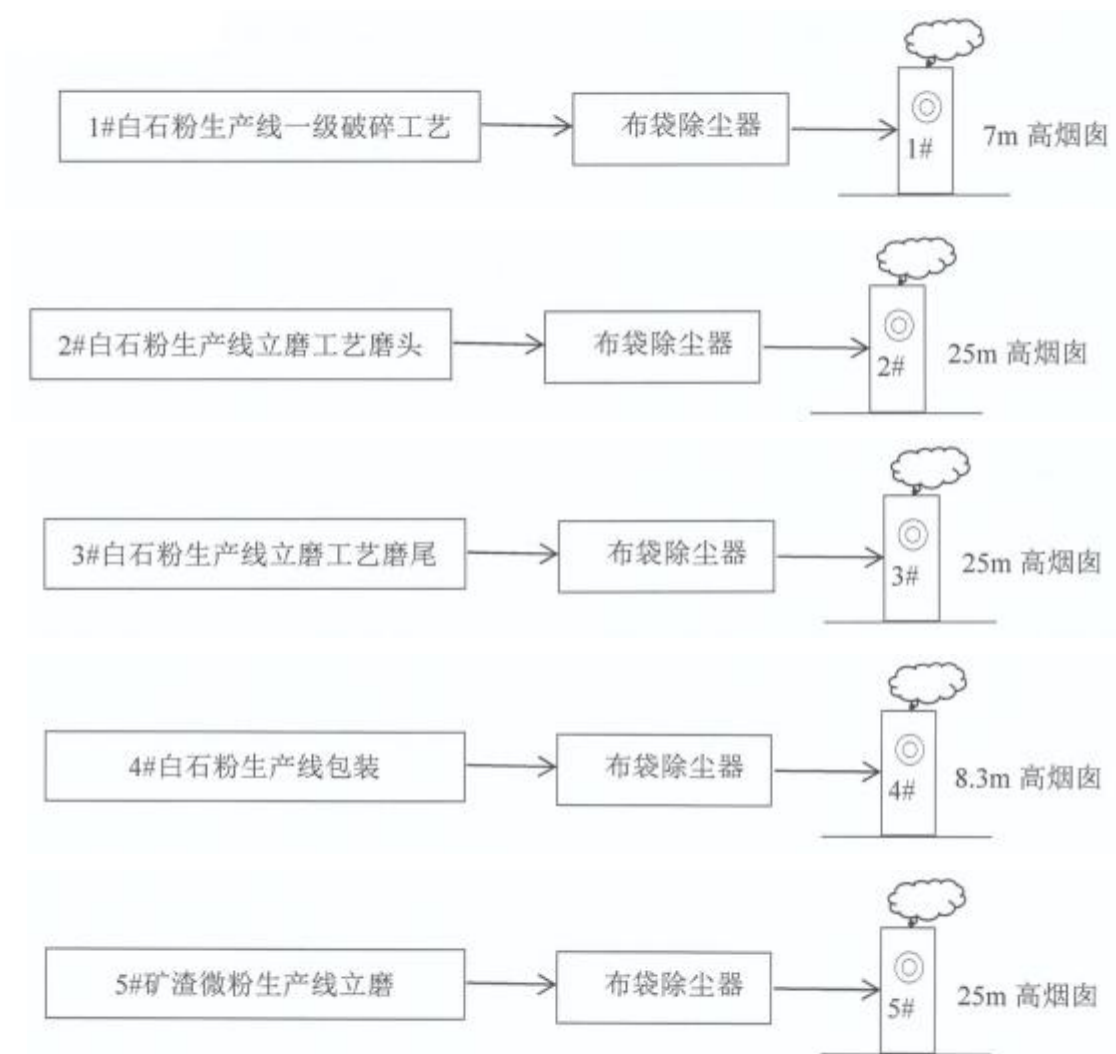 1#白石粉生产线一级破碎工艺 布袋除尘器 1# 7m 高烟囱
2#白石粉生产线立磨工艺磨头 布袋除尘器 2# 25m 高烟囱
3#白石粉生产线立磨工艺磨尾 布袋除尘器 3# 25m 高烟囱
4#白石粉生产线包装 布袋除尘器 4# 8.3m 高烟囱
5#矿渣微粉生产线立磨 布袋除尘器 5# 25m 高烟囱